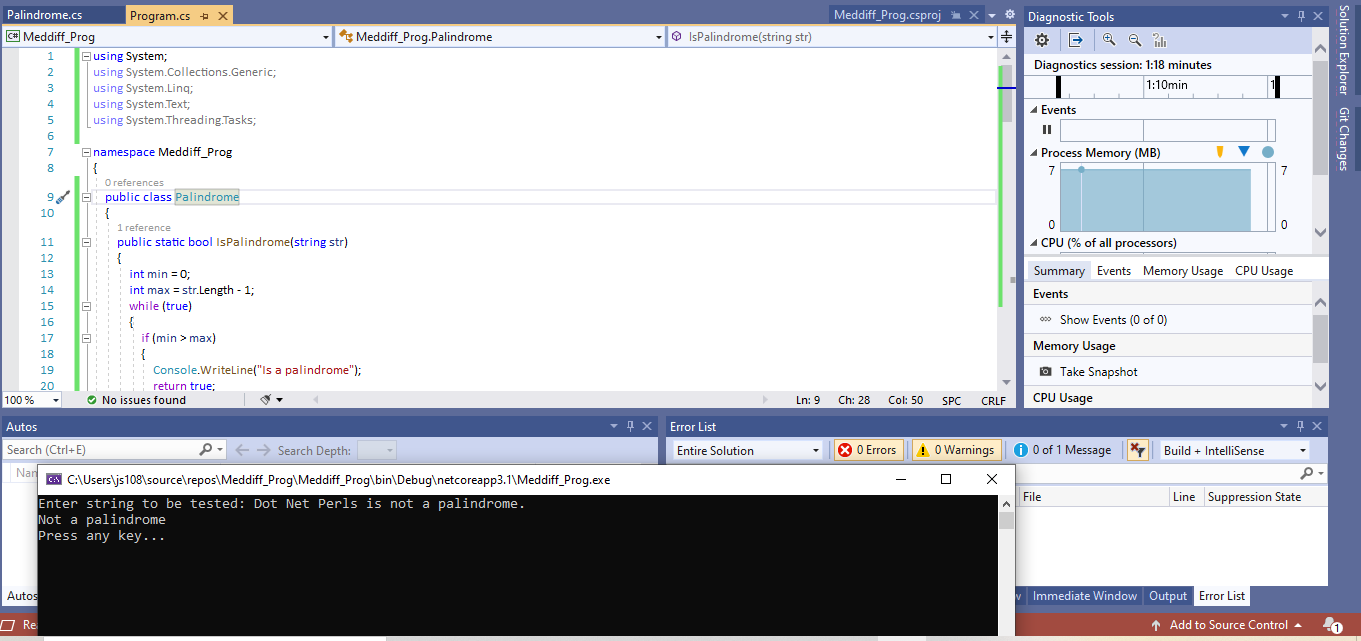 Palindrome.cs Program.cs Meddiff_Prog.csproj
C# Meddiff_Prog Meddiff_Prog.Palindrome IsPalindrome(string str)
1 using System;
2 using System.Collections.Generic;
3 using System.Linq;
4 using System.Text;
5 using System.Threading.Tasks;
6
7 namespace Meddiff_Prog
8 {
0 references
9 public class Palindrome
10 {
1 reference
11 public static bool IsPalindrome(string str)
12 {
13 int min = 0;
14 int max = str.Length - 1;
15 while (true)
16 {
17 if (min > max)
18 {
19 Console.WriteLine("Is a palindrome");
20 return true;
100 % No issues found Ln: 9 Ch: 28 Col: 50 SPC CRLF
Diagnostic Tools
Diagnostics session: 1:18 minutes
1:10min 1
Events
Process Memory (MB)
7 7
0 0
CPU (% of all processors)
Summary Events Memory Usage CPU Usage
Events
Show Events (0 of 0)
Memory Usage
Take Snapshot
CPU Usage
Solution Explorer
Git Changes
Autos
Search (Ctrl+E) Search Depth:
Nan
Error List
Entire Solution 0 Errors 0 Warnings 0 of 1 Message Build + IntelliSense
File Line Suppression State
C:\Users\js108\source\repos\Meddiff_Prog\Meddiff_Prog\bin\Debug\netcoreapp3.1\Meddiff_Prog.exe
Enter string to be tested: Dot Net Perls is not a palindrome.
Not a palindrome
Press any key...
Autos
w Immediate Window Output Error List
Rea Add to Source Control 1